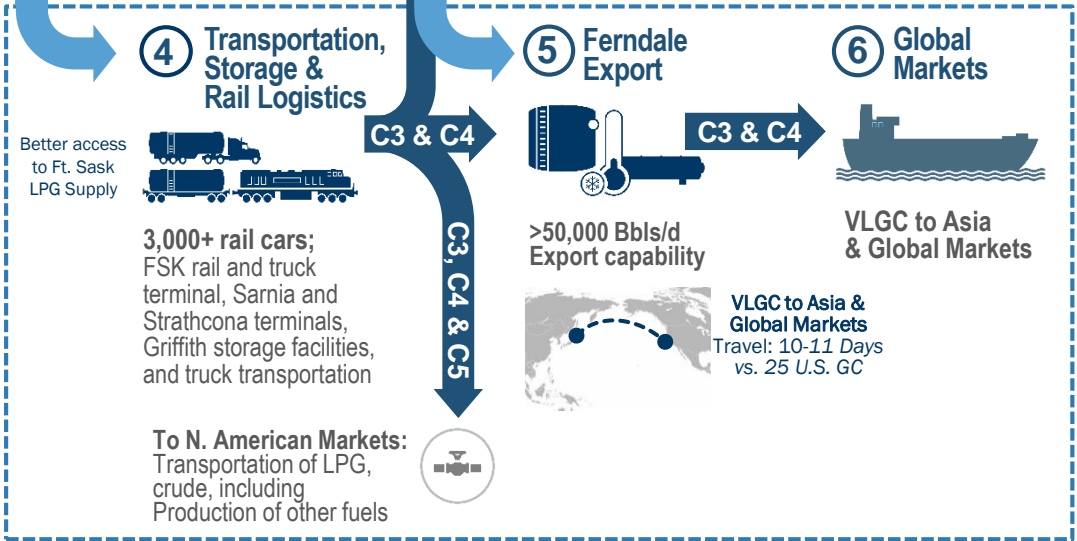 4
Transportation,
Storage &
Rail Logistics
Better access
to Ft. Sask
LPG Supply
3,000+ rail cars;
FSK rail and truck
terminal, Sarnia and
Strathcona terminals,
Griffith storage facilities,
and truck transportation
C3 & C4
C3, C4 & C5
To N. American Markets:
Transportation of LPG,
crude, including
Production of other fuels
5
Ferndale
Export
>50,000 Bbls/d
Export capability
VLGC to Asia &
Global Markets
Travel: 10-11 Days
vs. 25 U.S. GC
C3 & C4
6
Global
Markets
VLGC to Asia
& Global Markets